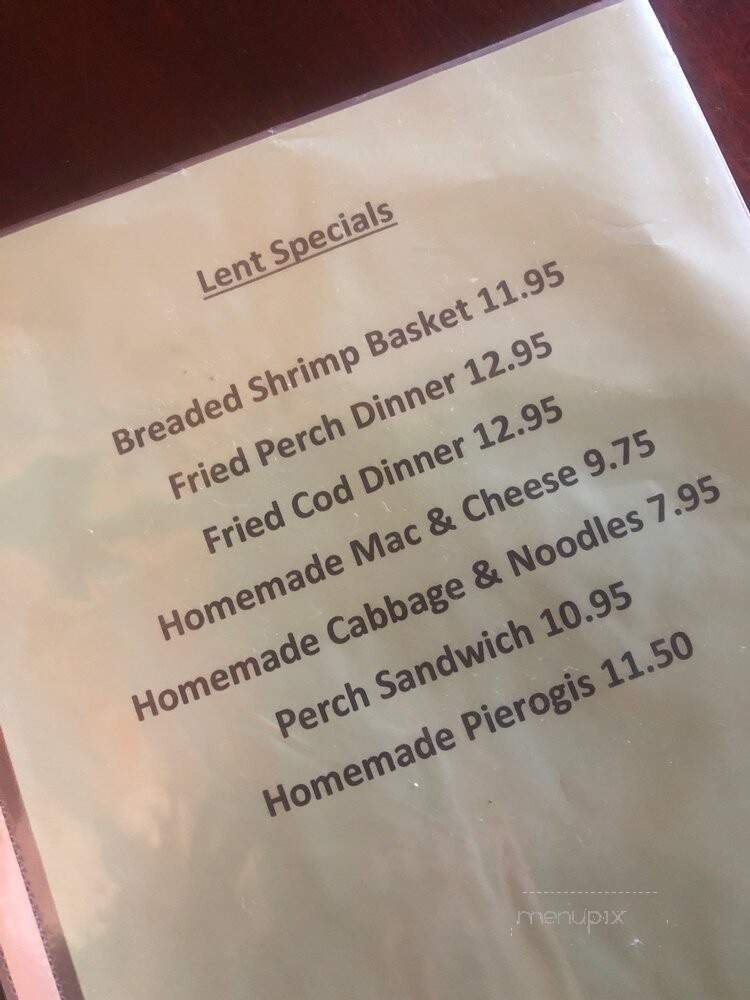 Lent Specials
Breaded Shrimp Basket 11.95
Fried Perch Dinner 12.95
Fried Cod Dinner 12.95
Homemade Mac & Cheese 9.75
Homemade Cabbage & Noodles 7.95
Perch Sandwich 10.95
Homemade Pierogis 11.50
menupix